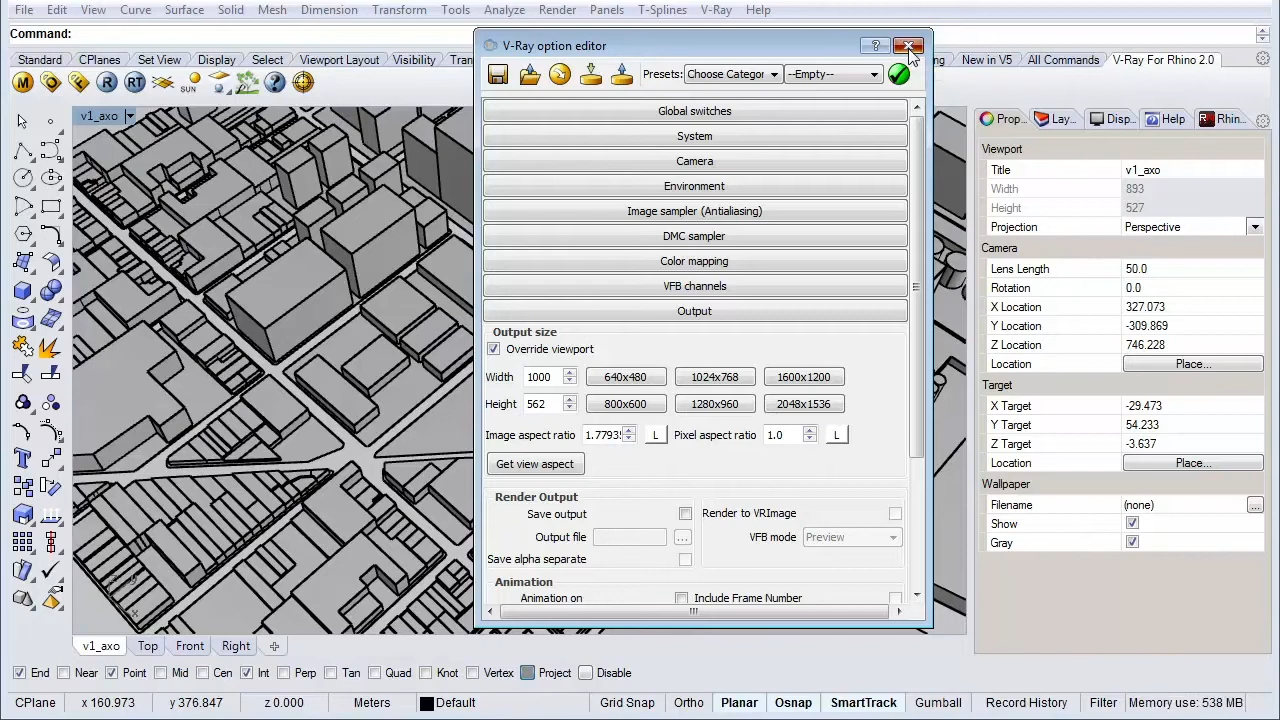 File Edit View Curve Surface Solid Mesh Dimension Transform Tools Analyze Render Panels T-Splines V-Ray Help
Command:
Standard CPlanes Set View Display Select Viewport Layout Visibility Tran
ng New in V5 All Commands V-Ray For Rhino 2.0
M R RT SUN
V-Ray option editor ?
Presets: Choose Categor --Empty--
v1_axo
Global switches
System
Camera
Environment
Image sampler (Antialiasing)
DMC sampler
Color mapping
VFB channels
Output
Output size
Override viewport
Width 1000 640x480 1024x768 1600x1200
Height 562 800x600 1280x960 2048x1536
Image aspect ratio 1.7793 L Pixel aspect ratio 1.0 L
Get view aspect
Render Output
Save output Render to VRImage
Output file ... VFB mode Preview
Save alpha separate
Animation
Animation on Include Frame Number
Prop... Lay... Disp... Help Rhin...
Viewport
Title v1_axo
Width 893
Height 527
Projection Perspective
Camera
Lens Length 50.0
Rotation 0.0
X Location 327.073
Y Location -309.869
Z Location 746.228
Location Place...
Target
X Target -29.473
Y Target 54.233
Z Target -3.637
Location Place...
Wallpaper
Filename (none) ...
Show
Gray
v1_axo Top Front Right
End Near Point Mid Cen Int Perp Tan Quad Knot Vertex Project Disable
CPlane x 160.973 y 376.847 z 0.000 Meters Default Grid Snap Ortho Planar Osnap SmartTrack Gumball Record History Filter Memory use: 538 MB